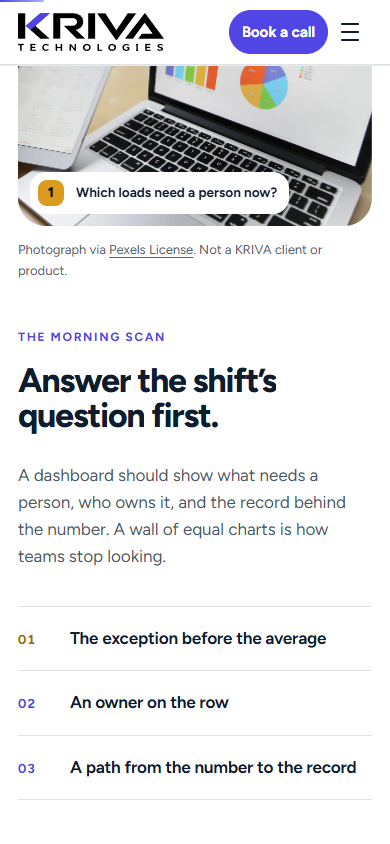 KRIVA
TECHNOLOGIES
Book a call
1
Which loads need a person now?
Photograph via Pexels License. Not a KRIVA client or
product.
THE MORNING SCAN
Answer the shift’s
question first.
A dashboard should show what needs a
person, who owns it, and the record behind
the number. A wall of equal charts is how
teams stop looking.
01 The exception before the average
02 An owner on the row
03 A path from the number to the record